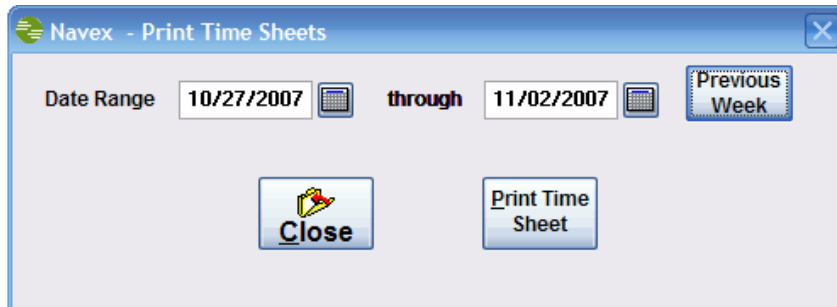 Navex - Print Time Sheets
Date Range 10/27/2007 through 11/02/2007 Previous
Week
Close
Print Time
Sheet